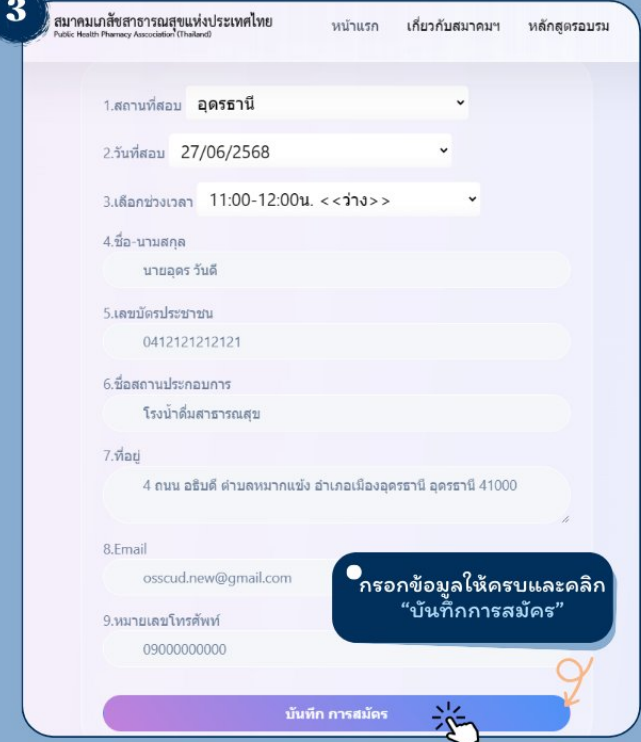 3
สมาคมเภสัชสาธารณสุขแห่งประเทศไทย
Public Health Pharmacy Asscociation (Thailand)
หน้าแรก เกี่ยวกับสมาคมฯ หลักสูตรอบรม
1.สถานที่สอบ อุดรธานี
2.วันที่สอบ 27/06/2568
3.เลือกช่วงเวลา 11:00-12:00น. <<ว่าง>>
4.ชื่อ-นามสกุล
นายอุดร วันดี
5.เลขบัตรประชาชน
0412121212121
6.ชื่อสถานประกอบการ
โรงน้ำดื่มสาธารณสุข
7.ที่อยู่
4 ถนน อธิบดี ตำบลหมากแข้ง อำเภอเมืองอุดรธานี อุดรธานี 41000
8.Email
osscud.new@gmail.com
กรอกข้อมูลให้ครบและคลิก
“บันทึกการสมัคร”
9.หมายเลขโทรศัพท์
09000000000
บันทึก การสมัคร